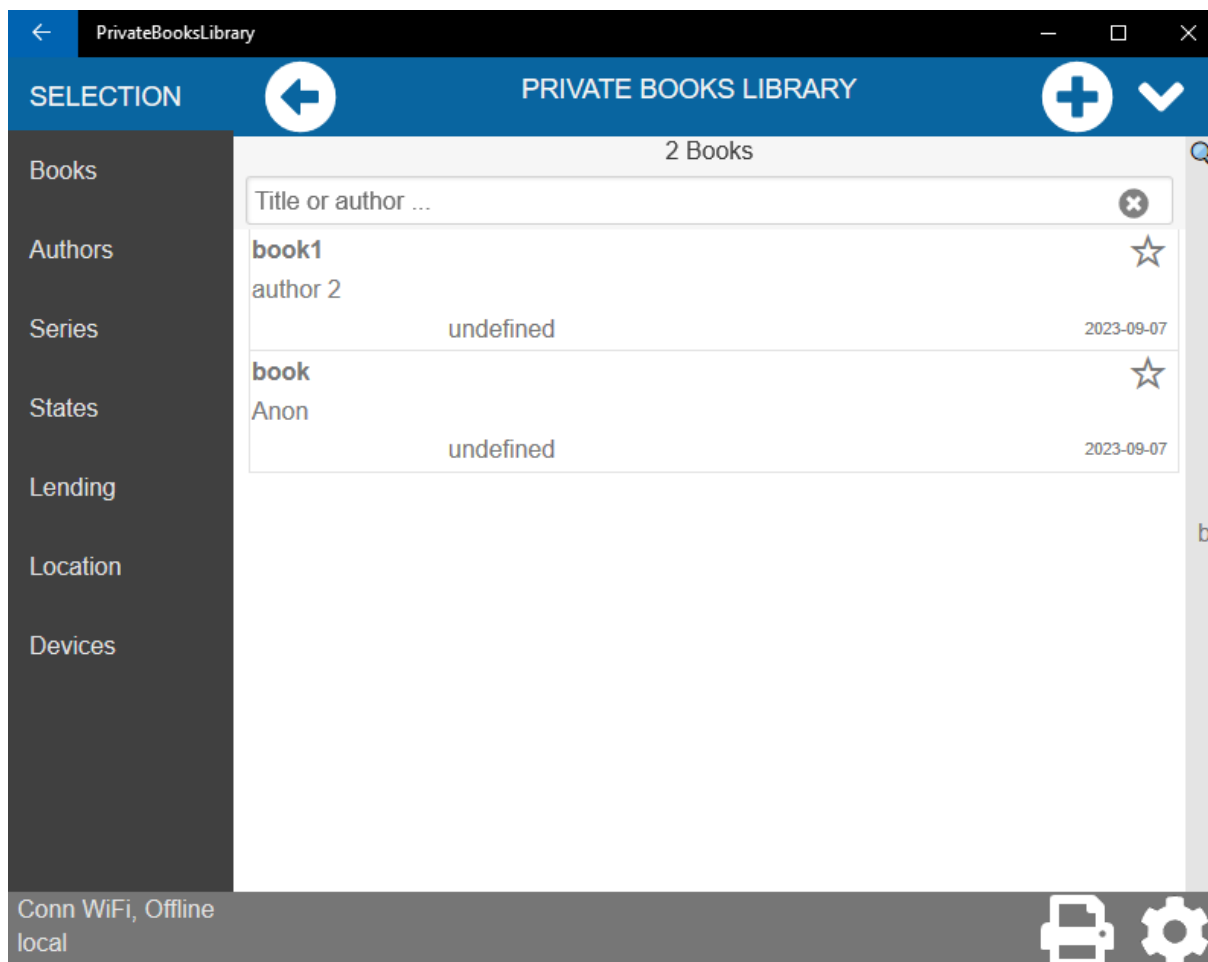 PrivateBooksLibrary
SELECTION
PRIVATE BOOKS LIBRARY
Books
Authors
Series
States
Lending
Location
Devices
2 Books
Title or author ...
book1
author 2
undefined
2023-09-07
book
Anon
undefined
2023-09-07
b
Conn WiFi, Offline
local